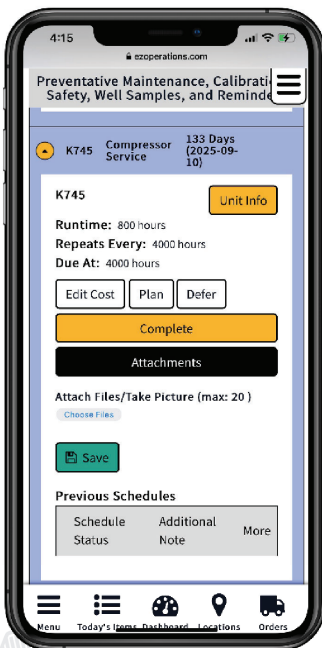 4:15
ezoperations.com
Preventative Maintenance, Calibrati
Safety, Well Samples, and Reminde
K745 Compressor Service 133 Days (2025-09-10)
K745
Unit Info
Runtime: 800 hours
Repeats Every: 4000 hours
Due At: 4000 hours
Edit Cost Plan Defer
Complete
Attachments
Attach Files/Take Picture (max: 20 )
Choose Files
Save
Previous Schedules
Schedule Status Additional Note More
Menu Today's Items Dashboard Locations Orders